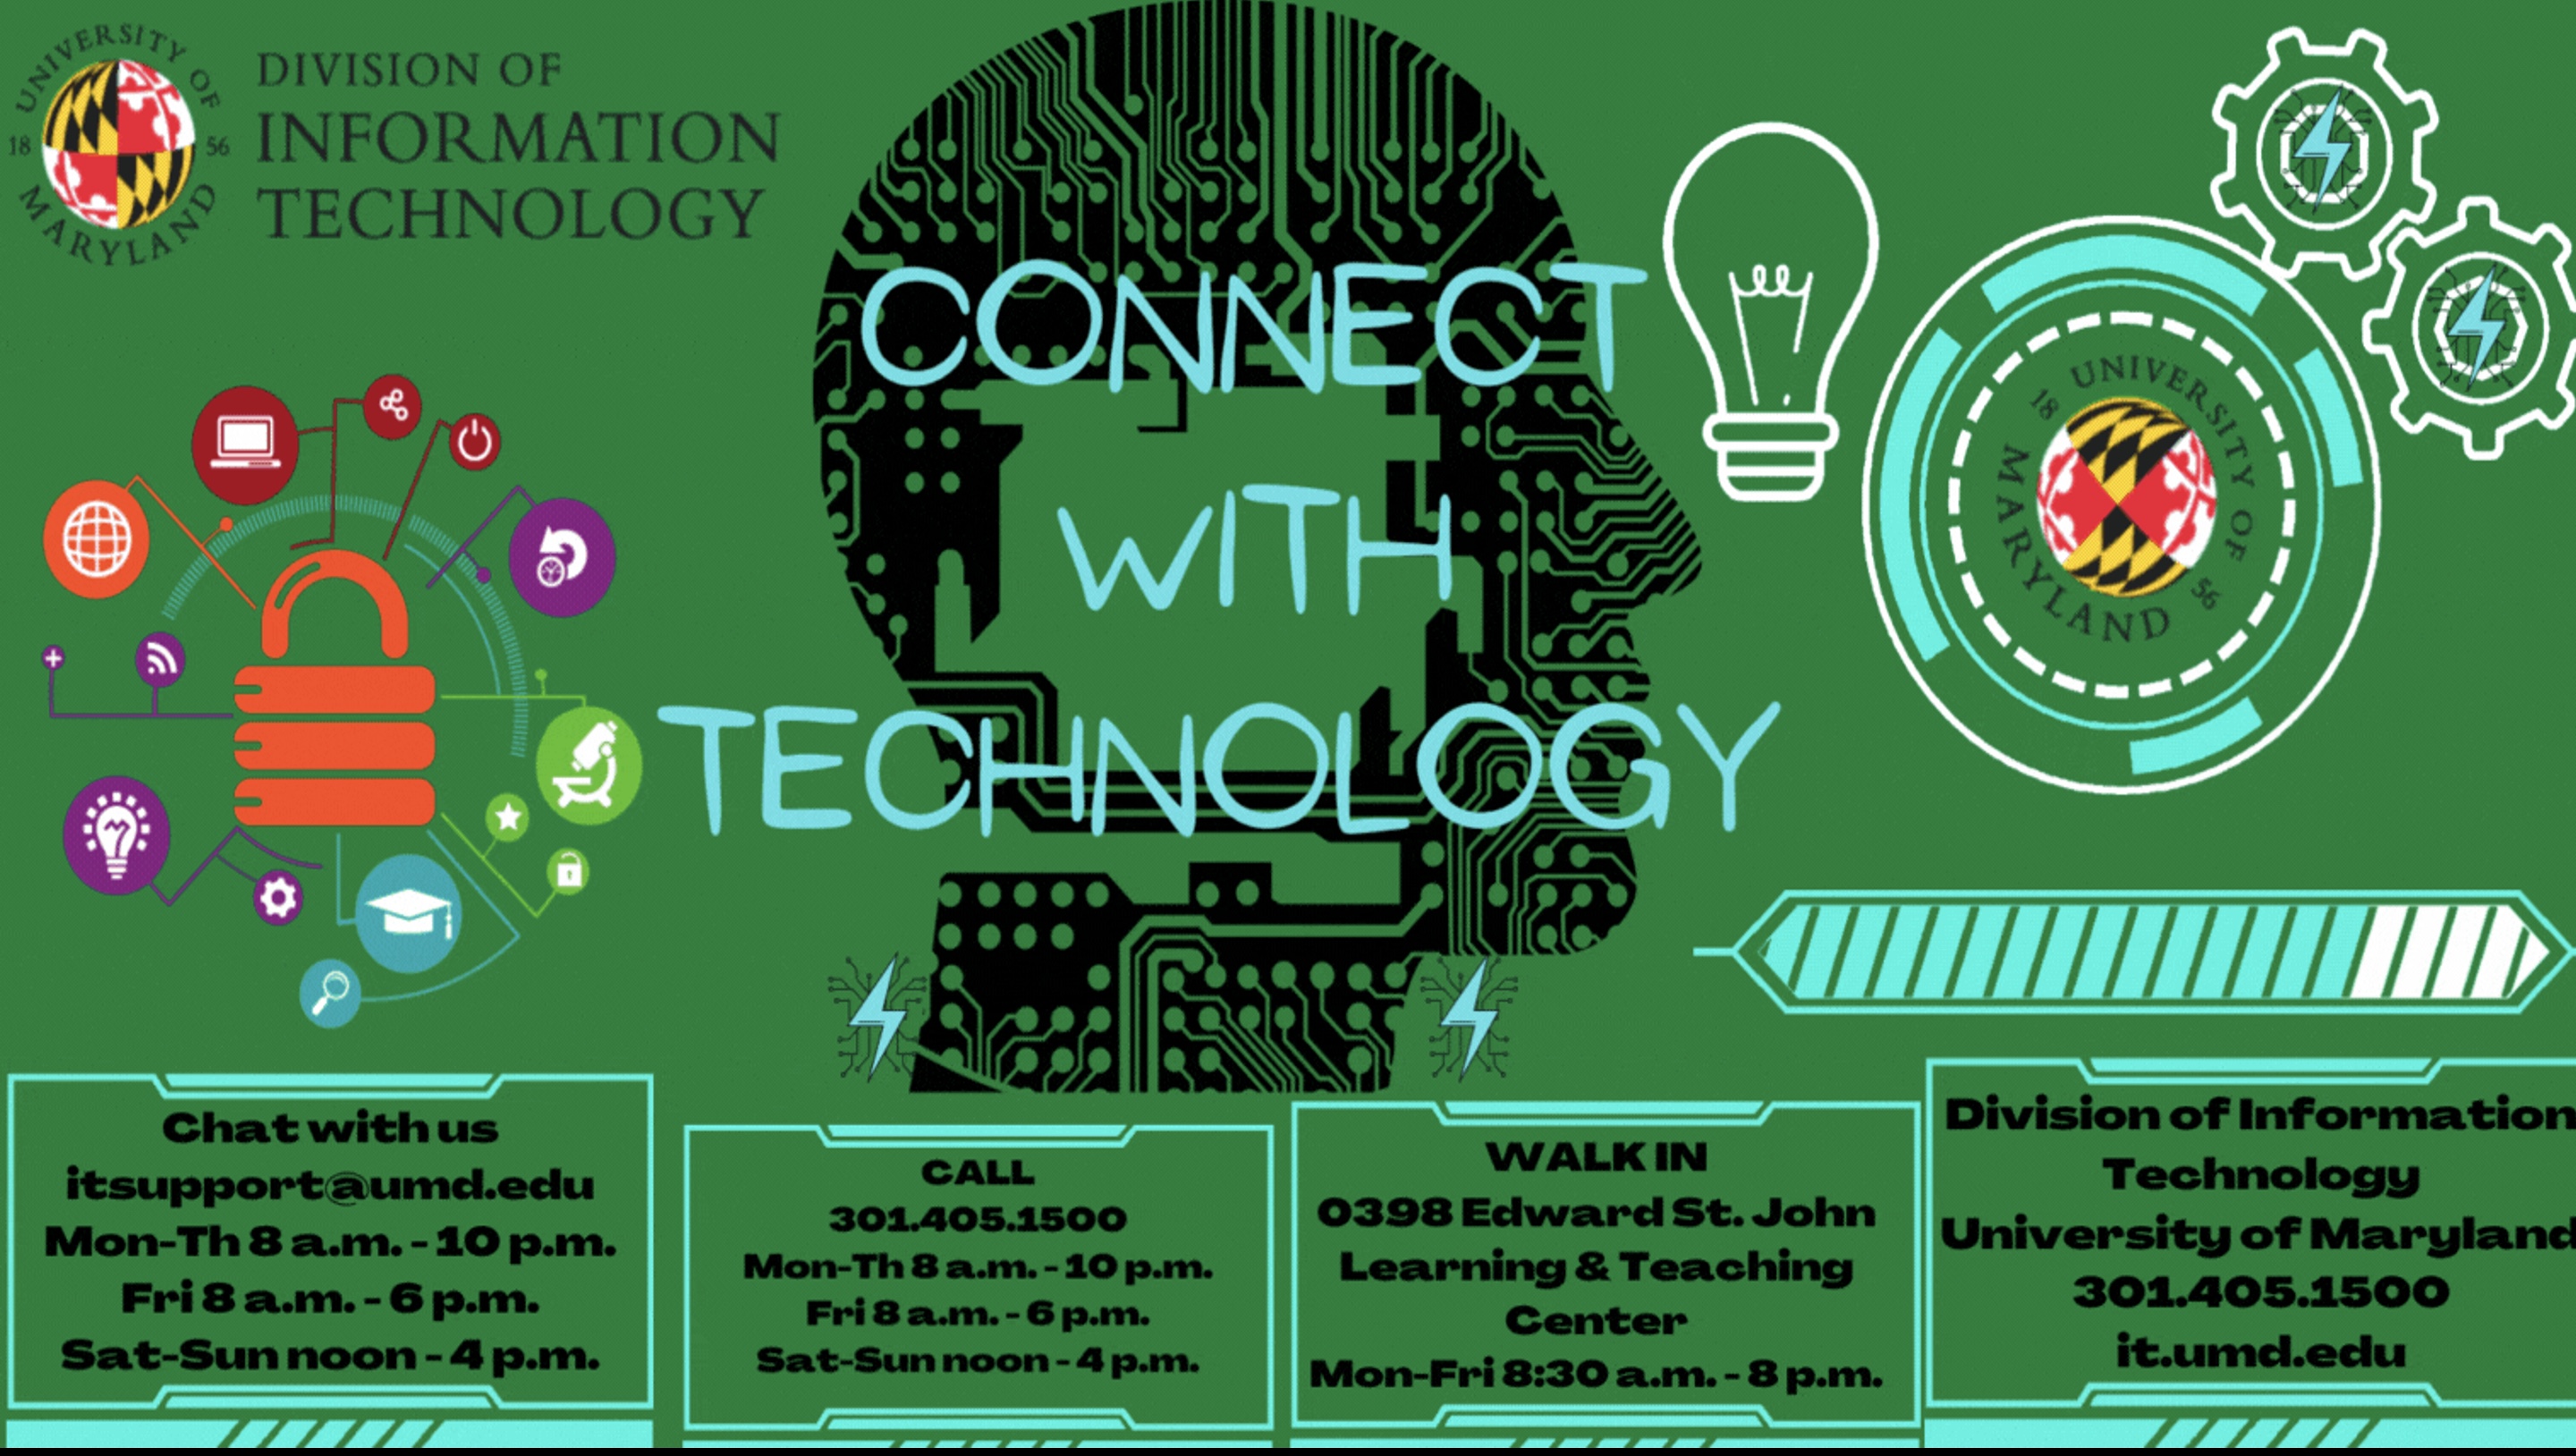 UNIVERSITY OF
MARYLAND
18 56
DIVISION OF
INFORMATION
TECHNOLOGY
CONNECT
WITH
TECHNOLOGY
UNIVERSITY OF
MARYLAND
18 56
Chat with us
itsupport@umd.edu
Mon-Th 8 a.m. - 10 p.m.
Fri 8 a.m. - 6 p.m.
Sat-Sun noon - 4 p.m.
CALL
301.405.1500
Mon-Th 8 a.m. - 10 p.m.
Fri 8 a.m. - 6 p.m.
Sat-Sun noon - 4 p.m.
WALK IN
0398 Edward St. John
Learning & Teaching
Center
Mon-Fri 8:30 a.m. - 8 p.m.
Division of Information
Technology
University of Maryland
301.405.1500
it.umd.edu